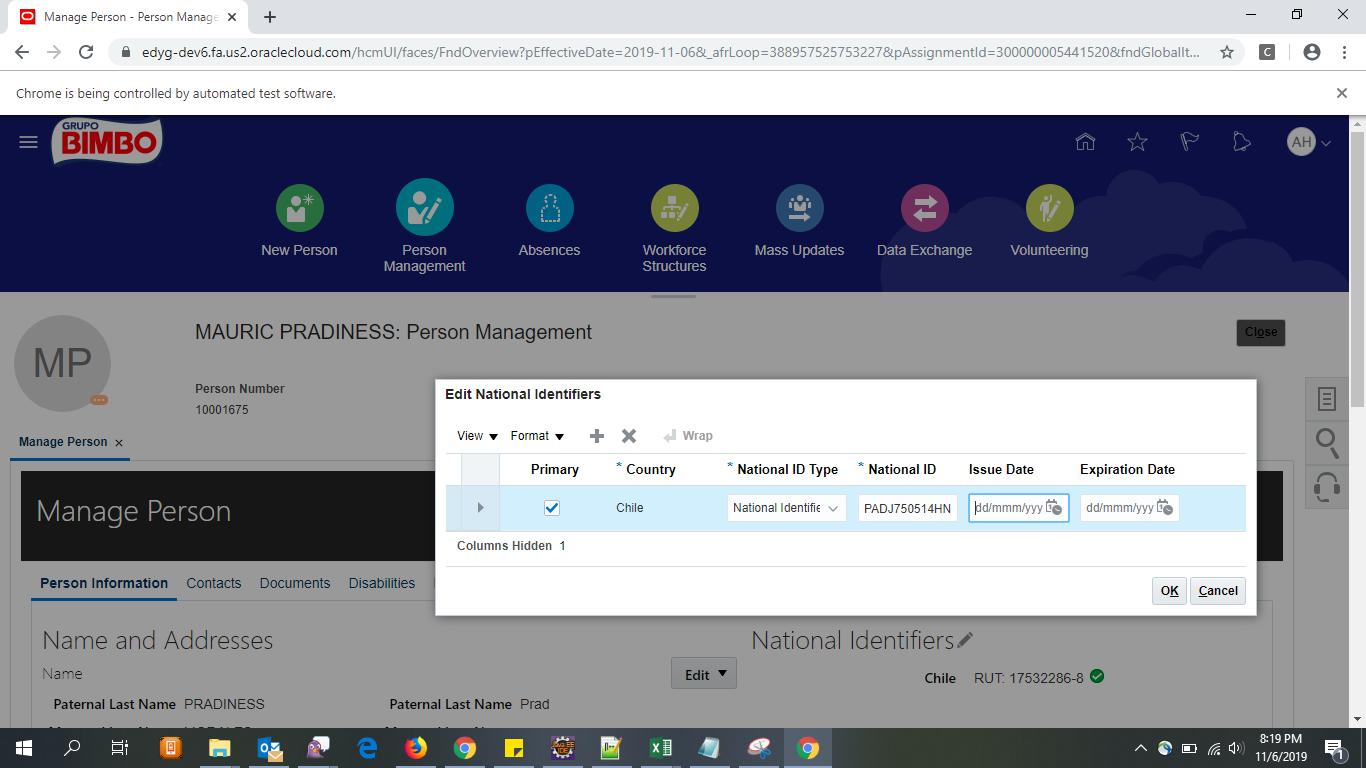 Manage Person - Person Manage
edyg-dev6.fa.us2.oraclecloud.com/hcmUI/faces/FndOverview?pEffectiveDate=2019-11-06&_afrLoop=388957525753227&pAssignmentId=300000005441520&fndGlobalIt...
C
Chrome is being controlled by automated test software.
GRUPO
BIMBO
AH
New Person
Person Management
Absences
Workforce Structures
Mass Updates
Data Exchange
Volunteering
MP
MAURIC PRADINESS: Person Management
Close
Person Number
10001675
Manage Person
Edit National Identifiers
View Format Wrap
Primary * Country * National ID Type * National ID Issue Date Expiration Date
Chile National Identifie PADJ750514HN dd/mmm/yyy dd/mmm/yyy
Columns Hidden 1
OK Cancel
Manage Person
Person Information Contacts Documents Disabilities
Name and Addresses
National Identifiers
Name
Edit
Chile RUT: 17532286-8
Paternal Last Name PRADINESS Paternal Last Name Prad
8:19 PM
11/6/2019
1